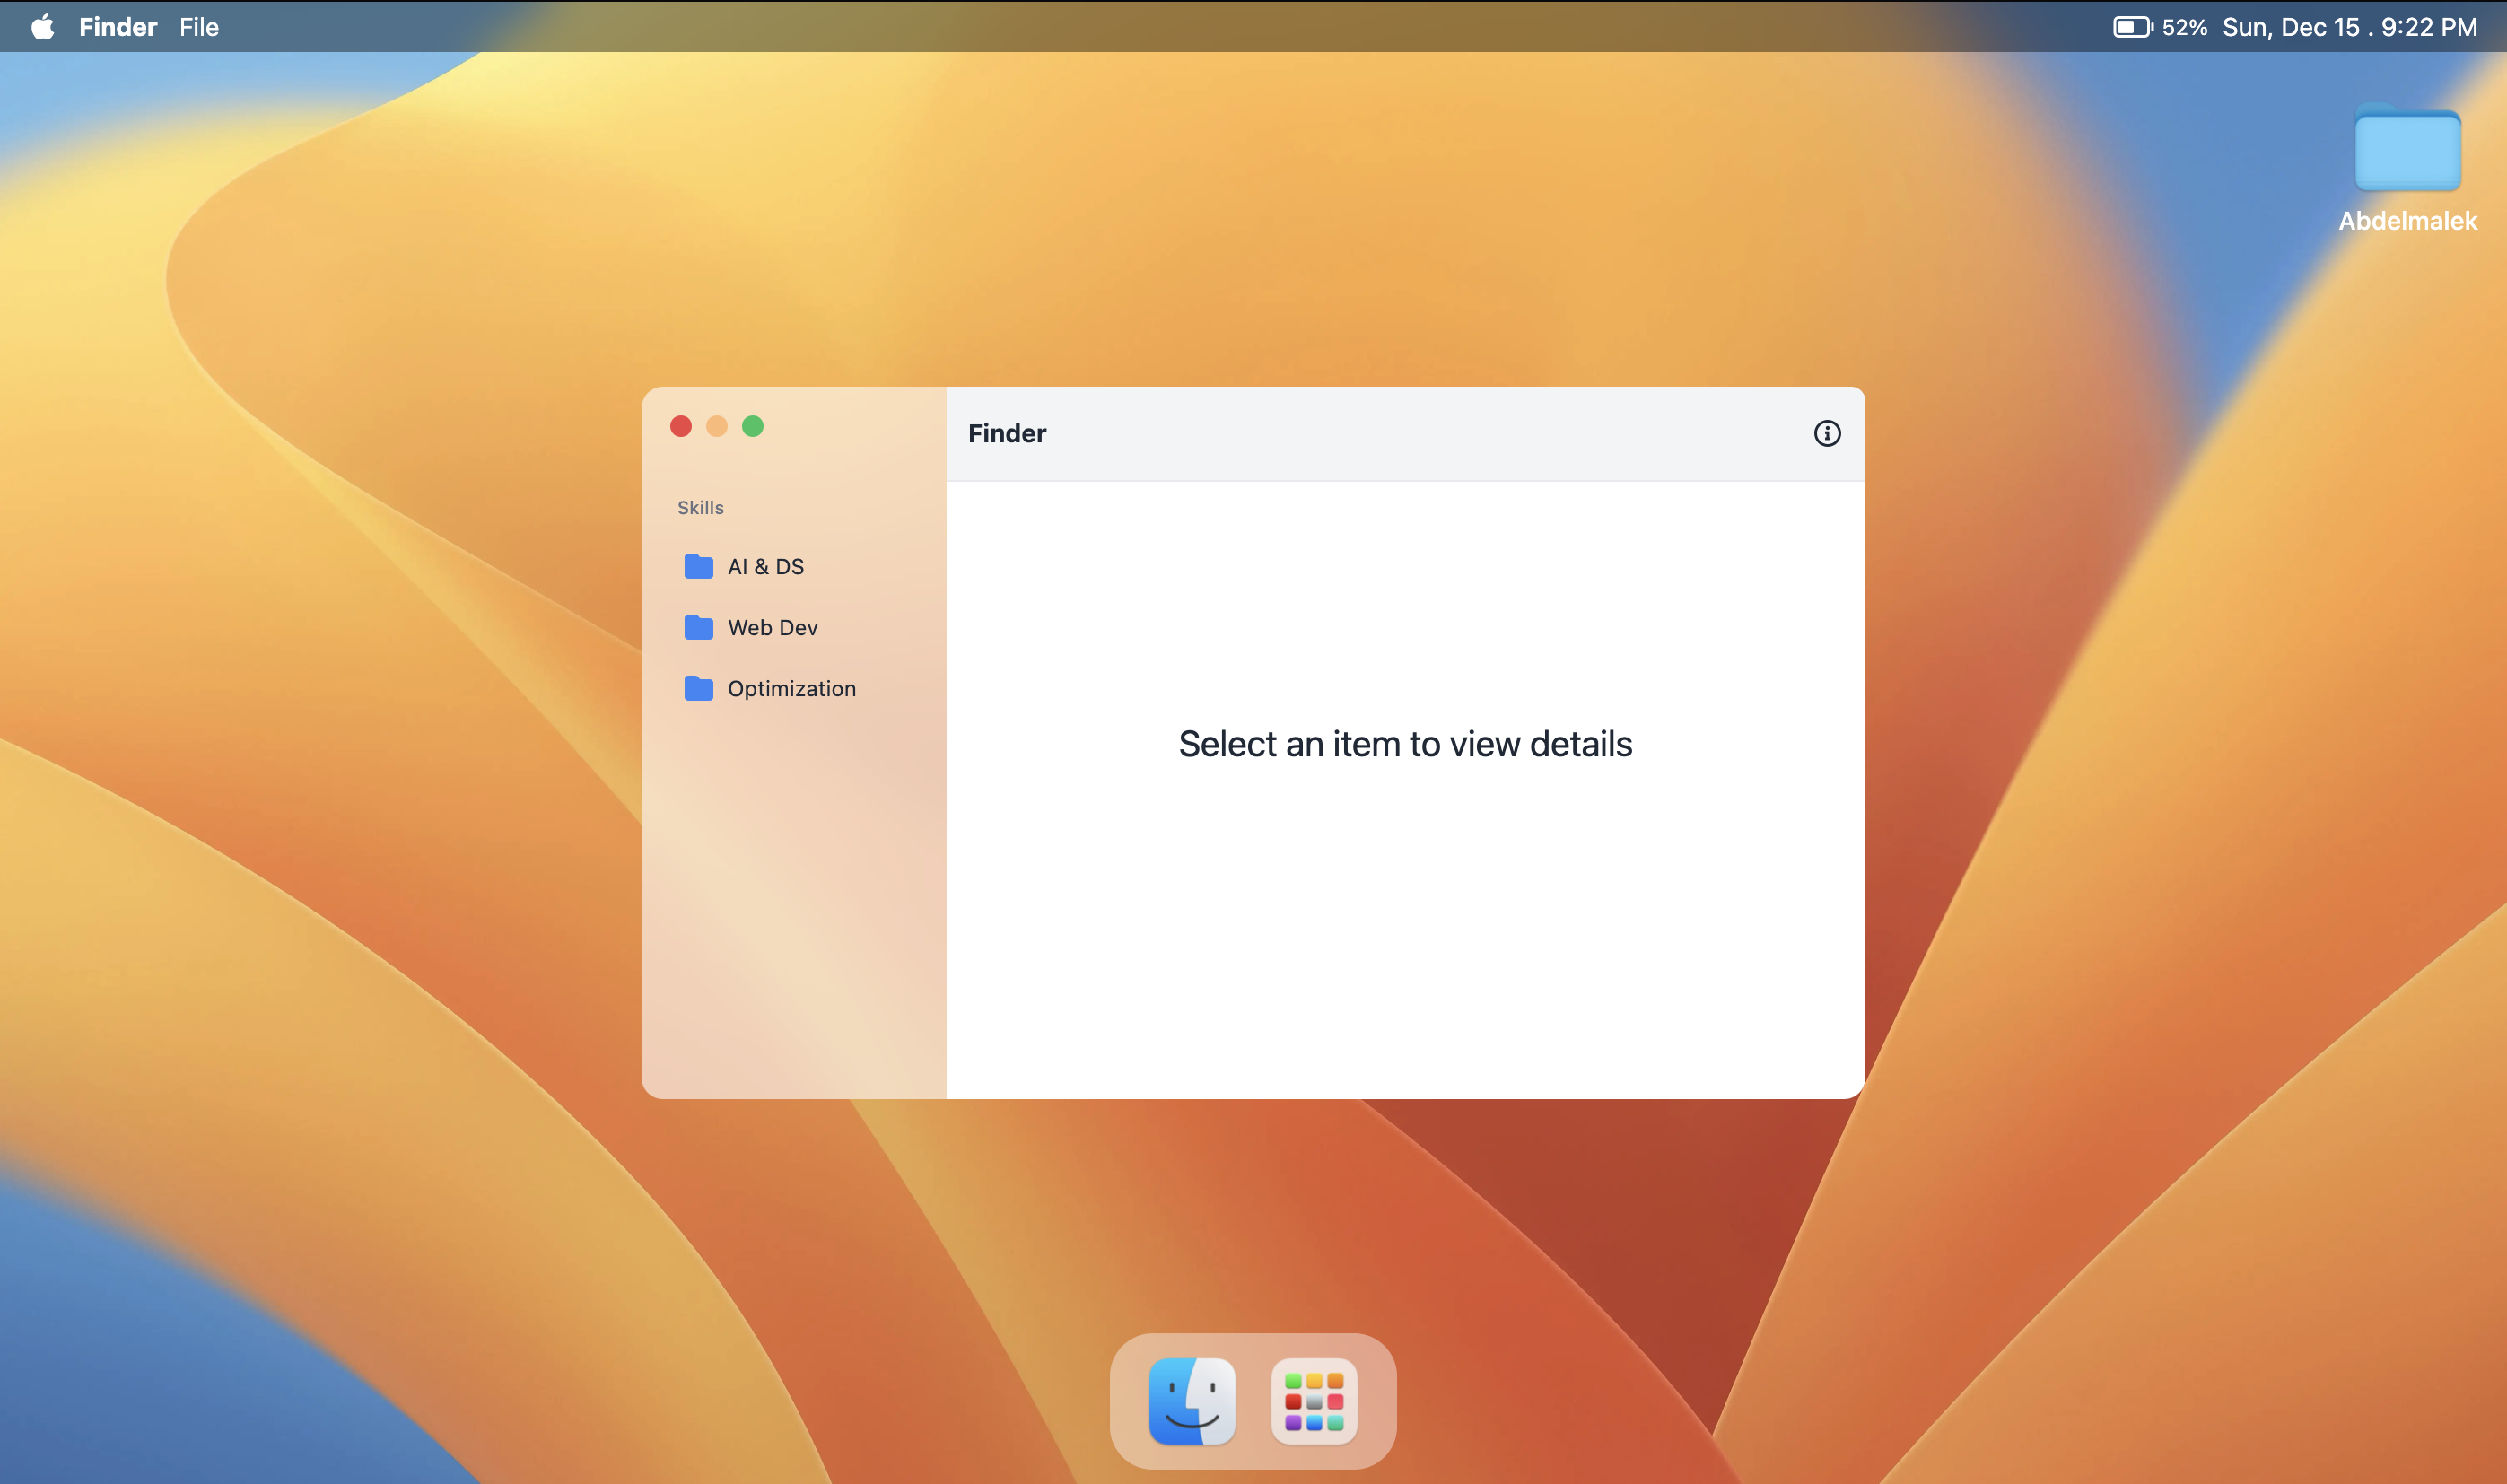 Finder File 52% Sun, Dec 15 . 9:22 PM
Abdelmalek
Finder
Skills
AI & DS
Web Dev
Optimization
Select an item to view details